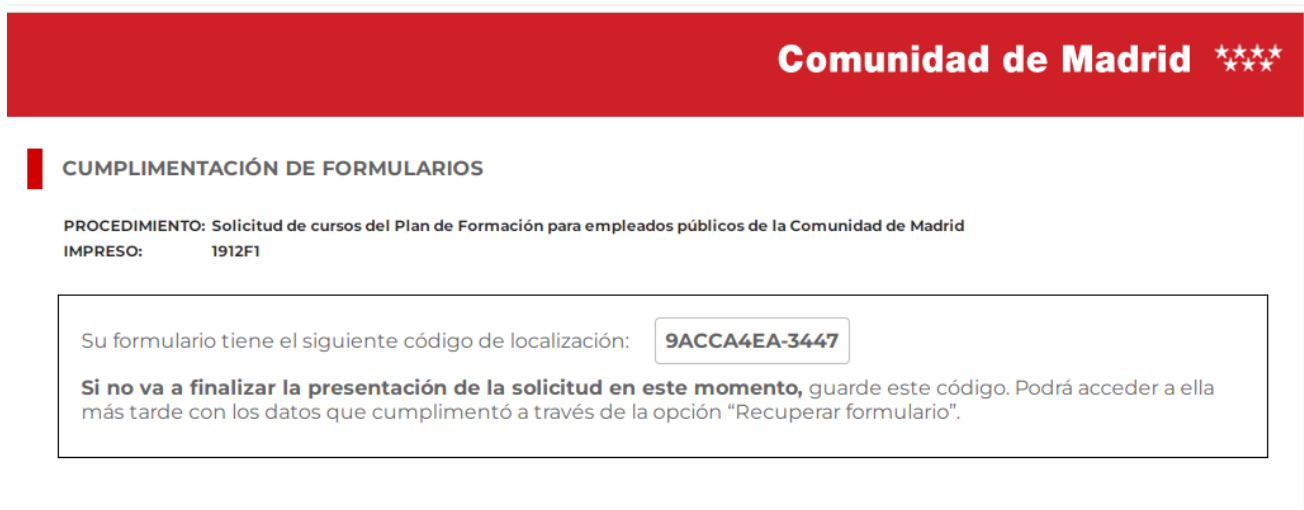 Comunidad de Madrid
CUMPLIMENTACIÓN DE FORMULARIOS
PROCEDIMIENTO: Solicitud de cursos del Plan de Formación para empleados públicos de la Comunidad de Madrid
IMPRESO: 1912F1
Su formulario tiene el siguiente código de localización: 9ACCA4EA-3447
Si no va a finalizar la presentación de la solicitud en este momento, guarde este código. Podrá acceder a ella
más tarde con los datos que cumplimentó a través de la opción “Recuperar formulario”.